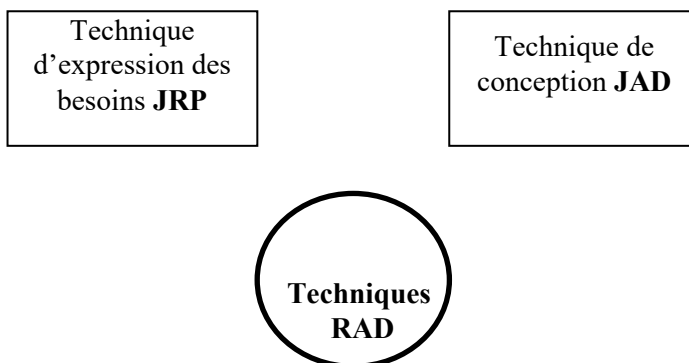 Technique
d’expression des
besoins JRP
Technique de
conception JAD
Techniques
RAD